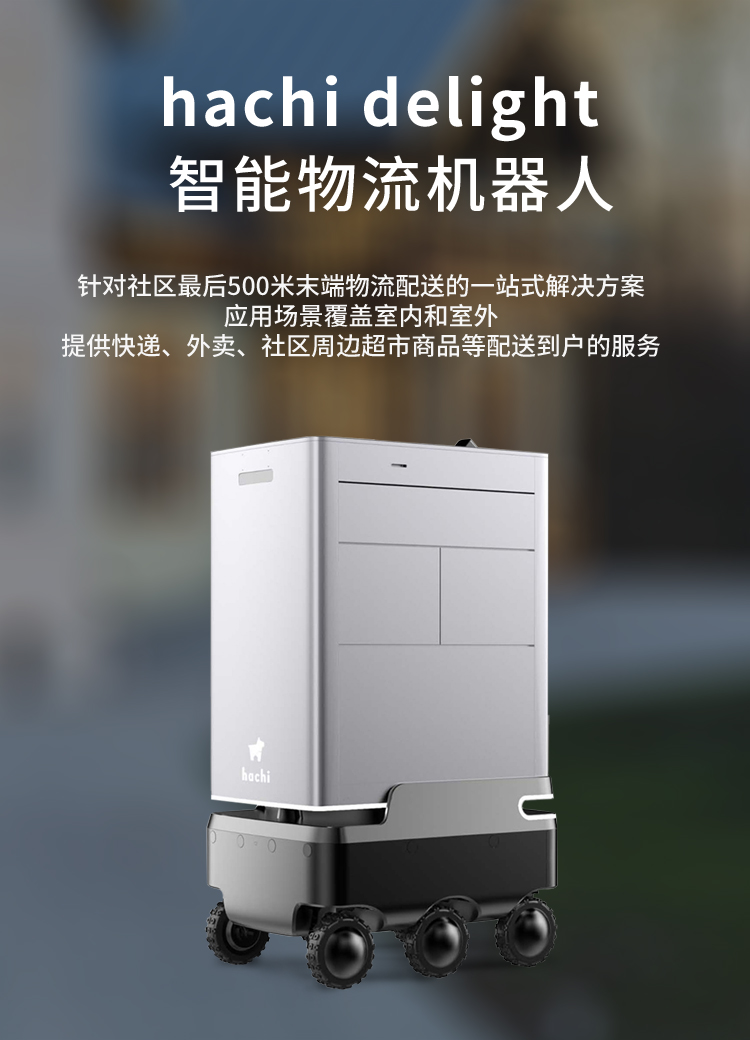 hachi delight
智能物流机器人
针对社区最后500米末端物流配送的一站式解决方案
应用场景覆盖室内和室外
提供快递、外卖、社区周边超市商品等配送到户的服务
hachi